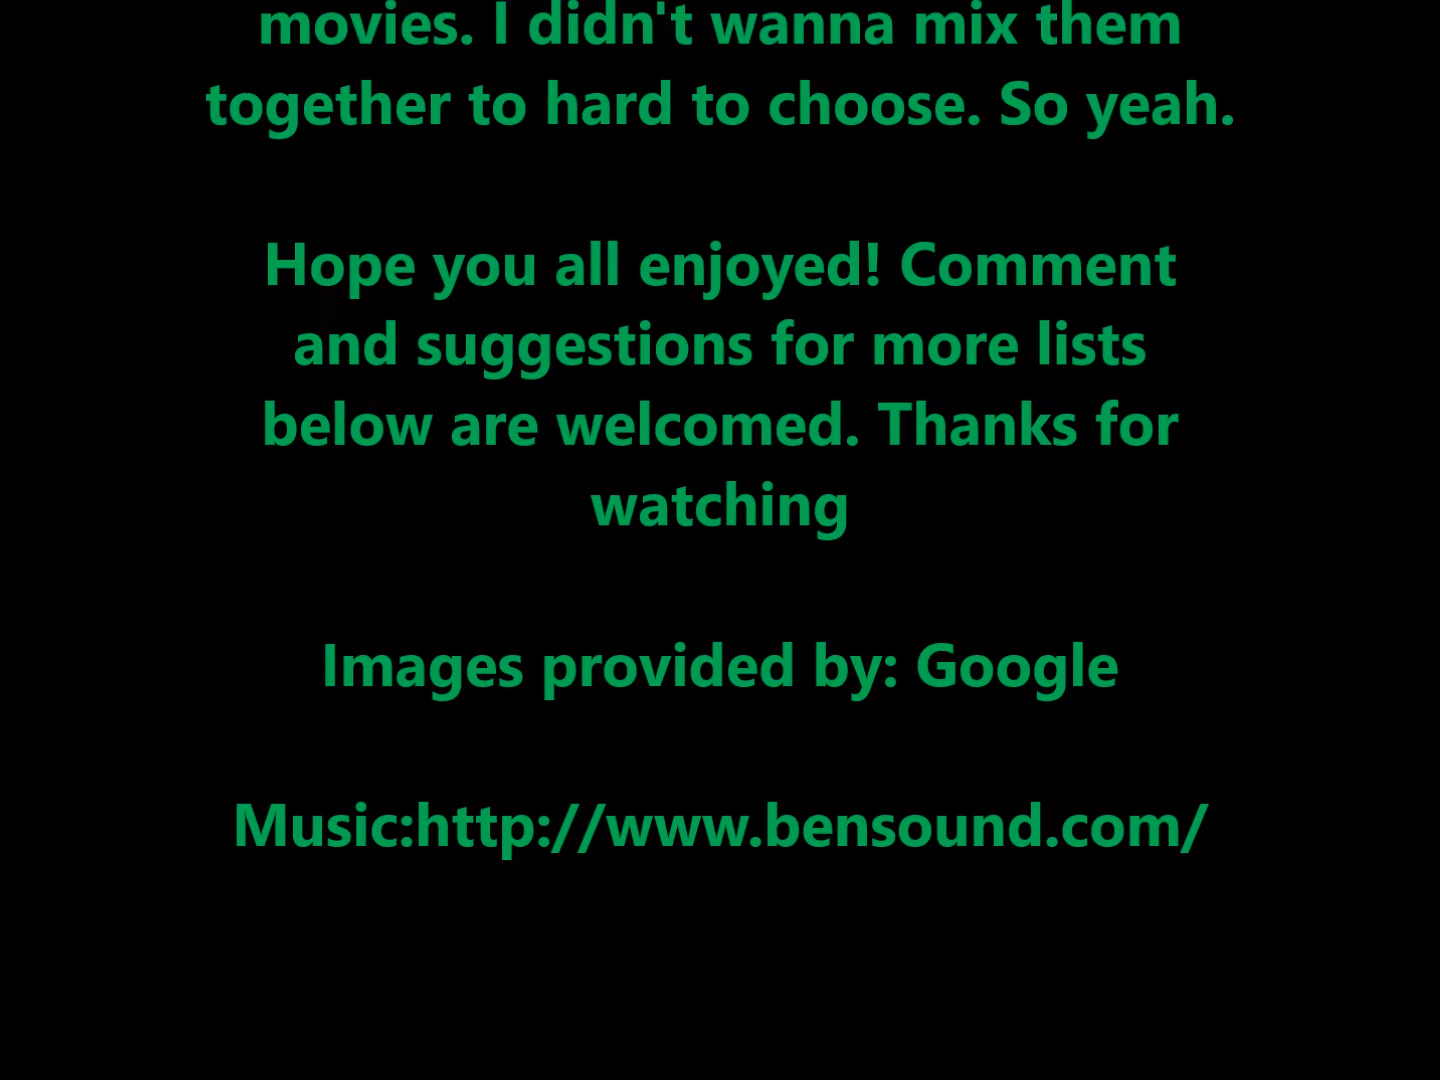 movies. I didn't wanna mix them
together to hard to choose. So yeah.
Hope you all enjoyed! Comment
and suggestions for more lists
below are welcomed. Thanks for
watching
Images provided by: Google
Music:http://www.bensound.com/